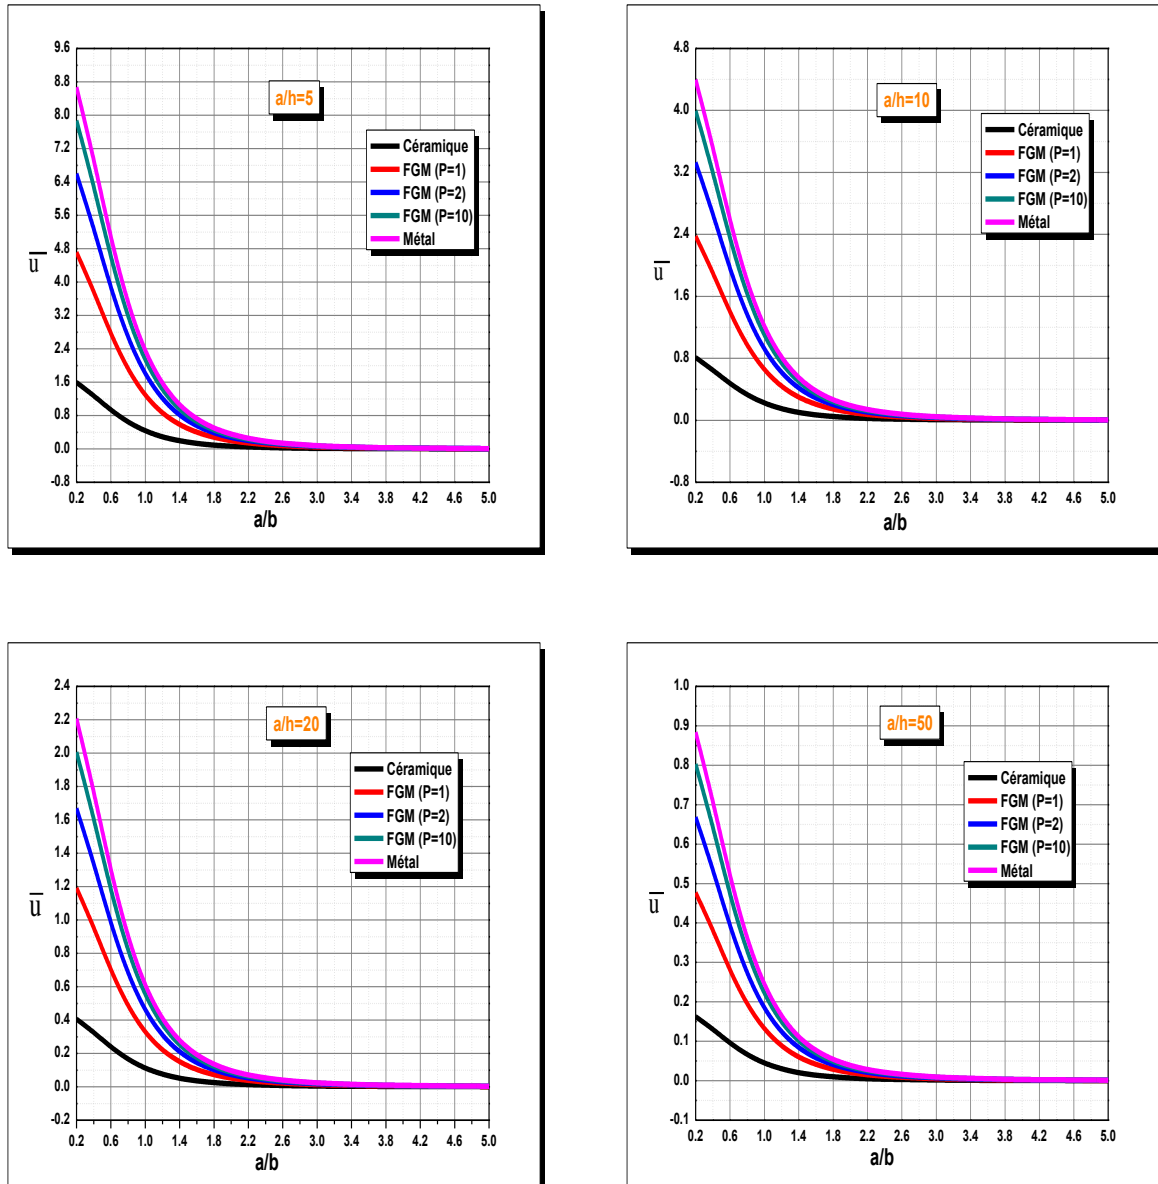 9.6
8.8
8.0
7.2
6.4
5.6
4.8
4.0
3.2
2.4
1.6
0.8
0.0
-0.8
u̅
a/h=5
Céramique
FGM (P=1)
FGM (P=2)
FGM (P=10)
Métal
0.2 0.6 1.0 1.4 1.8 2.2 2.6 3.0 3.4 3.8 4.2 4.6 5.0
a/b
4.8
4.0
3.2
2.4
1.6
0.8
0.0
-0.8
u̅
a/h=10
Céramique
FGM (P=1)
FGM (P=2)
FGM (P=10)
Métal
0.2 0.6 1.0 1.4 1.8 2.2 2.6 3.0 3.4 3.8 4.2 4.6 5.0
a/b
2.4
2.2
2.0
1.8
1.6
1.4
1.2
1.0
0.8
0.6
0.4
0.2
0.0
-0.2
u̅
a/h=20
Céramique
FGM (P=1)
FGM (P=2)
FGM (P=10)
Métal
0.2 0.6 1.0 1.4 1.8 2.2 2.6 3.0 3.4 3.8 4.2 4.6 5.0
a/b
1.0
0.9
0.8
0.7
0.6
0.5
0.4
0.3
0.2
0.1
0.0
-0.1
u̅
a/h=50
Céramique
FGM (P=1)
FGM (P=2)
FGM (P=10)
Métal
0.2 0.6 1.0 1.4 1.8 2.2 2.6 3.0 3.4 3.8 4.2 4.6 5.0
a/b